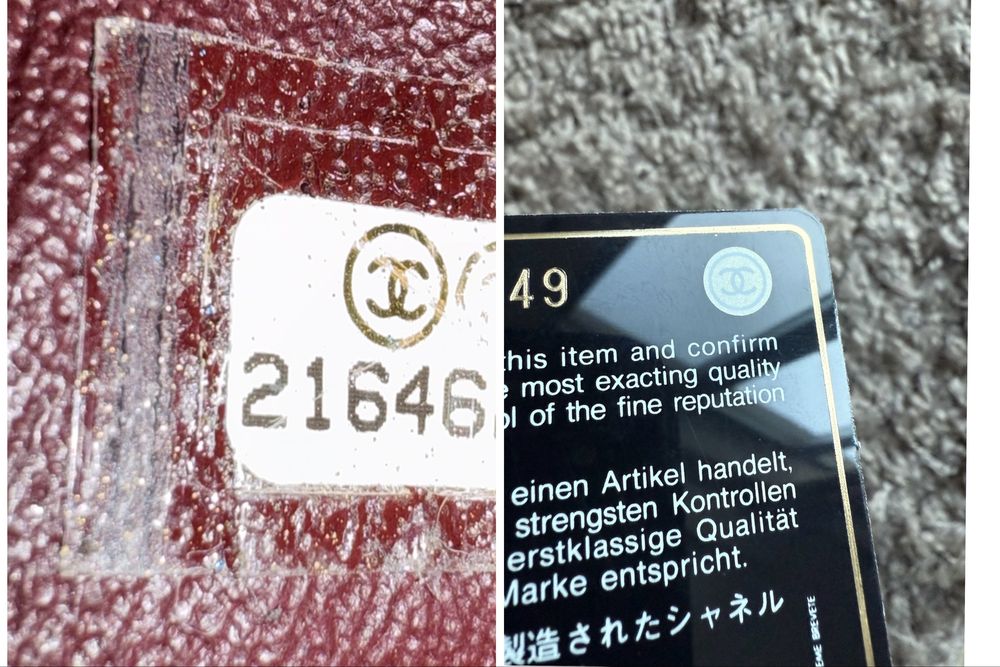 21646
49
this item and confirm
most exacting quality
of the fine reputation
einen Artikel handelt,
strengsten Kontrollen
erstklassige Qualität
Marke entspricht.
製造されたシャネル
BREVETE